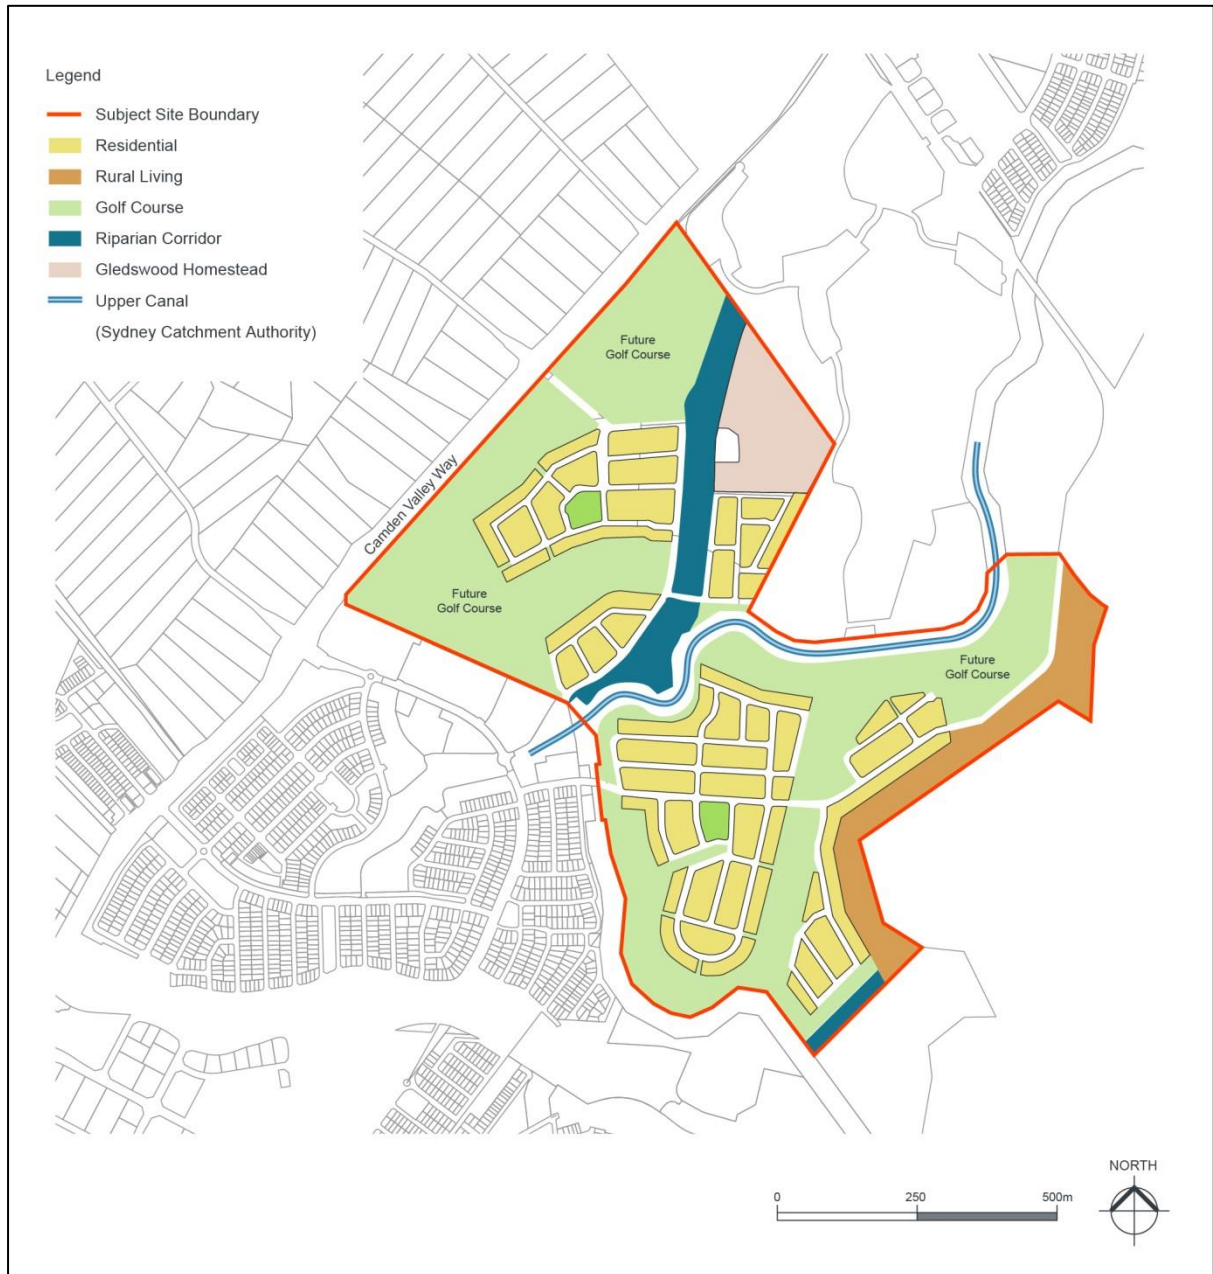 Legend
Subject Site Boundary
Residential
Rural Living
Golf Course
Riparian Corridor
Gledswood Homestead
Upper Canal
(Sydney Catchment Authority)
Future
Golf Course
Camden Valley Way
Future
Golf Course
Future
Golf Course
NORTH
0 250 500m